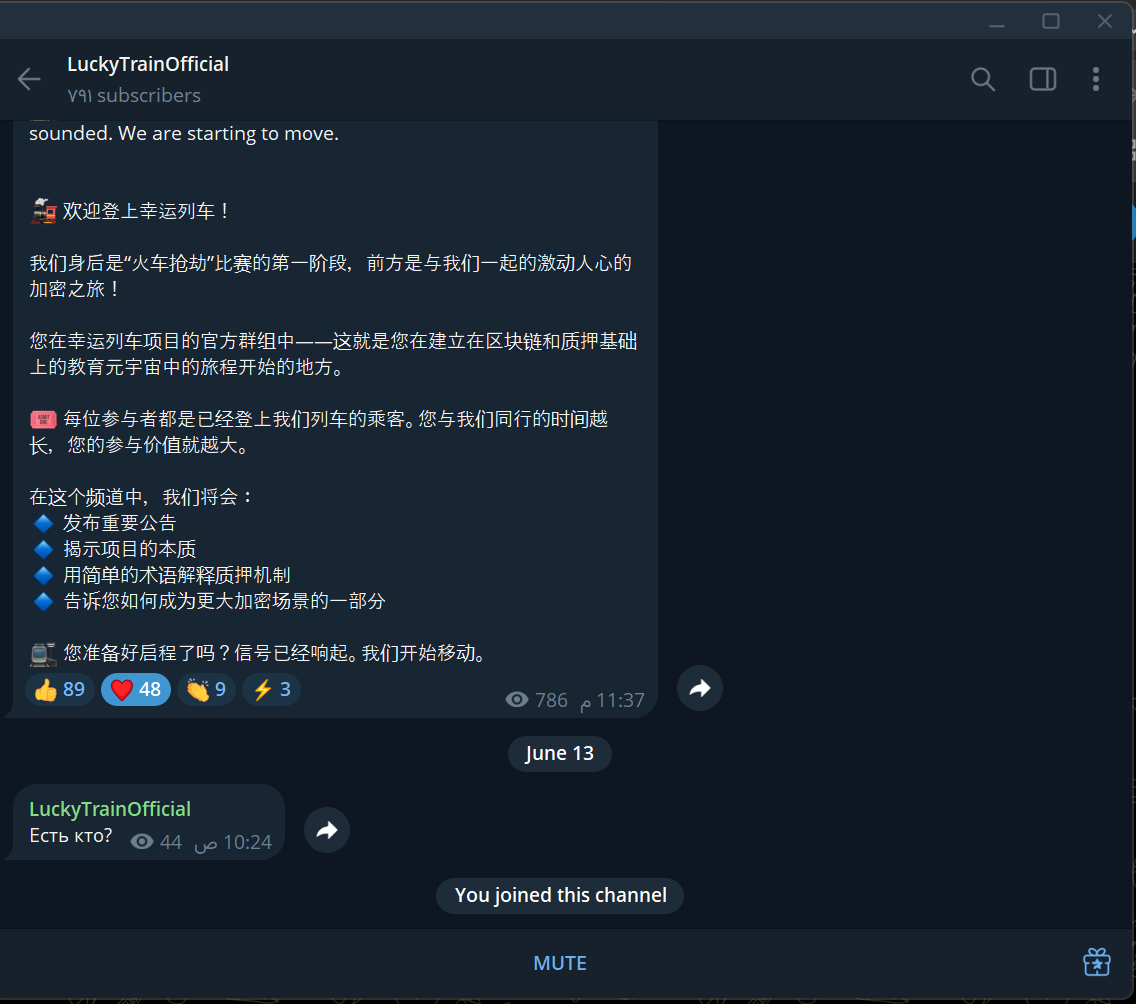 LuckyTrainOfficial
٧٩١ subscribers
sounded. We are starting to move.
欢迎登上幸运列车！
我们身后是“火车抢劫”比赛的第一阶段，前方是与我们一起的激动人心的
加密之旅！
您在幸运列车项目的官方群组中——这就是您在建立在区块链和质押基础
上的教育元宇宙中的旅程开始的地方。
每位参与者都是已经登上我们列车的乘客。您与我们同行的时间越
长，您的参与价值就越大。
在这个频道中，我们将会：
发布重要公告
揭示项目的本质
用简单的术语解释质押机制
告诉您如何成为更大加密场景的一部分
您准备好启程了吗？信号已经响起。我们开始移动。
89 48 9 3
786 م 11:37
June 13
LuckyTrainOfficial
Есть кто? 44 ص 10:24
You joined this channel
MUTE